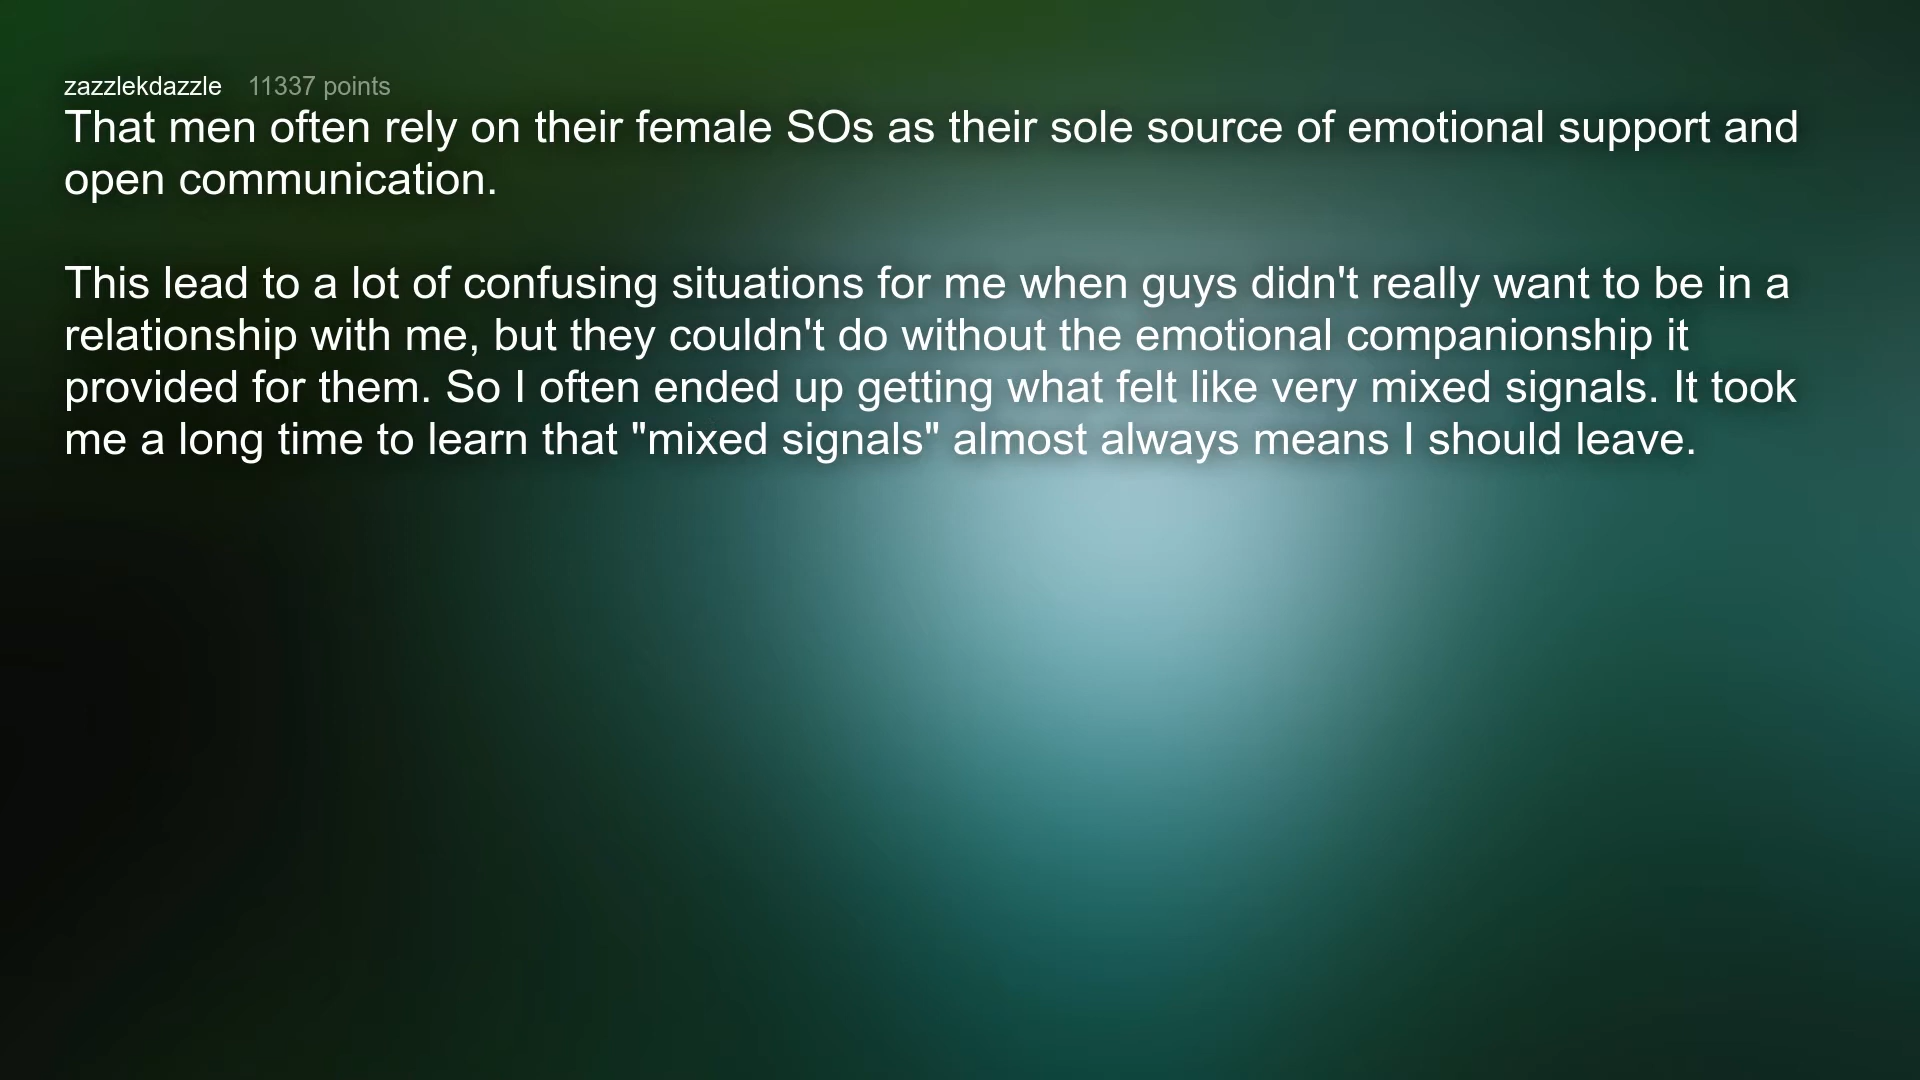 zazzlekdazzle 11337 points
That men often rely on their female SOs as their sole source of emotional support and
open communication.
This lead to a lot of confusing situations for me when guys didn't really want to be in a
relationship with me, but they couldn't do without the emotional companionship it
provided for them. So I often ended up getting what felt like very mixed signals. It took
me a long time to learn that "mixed signals" almost always means I should leave.